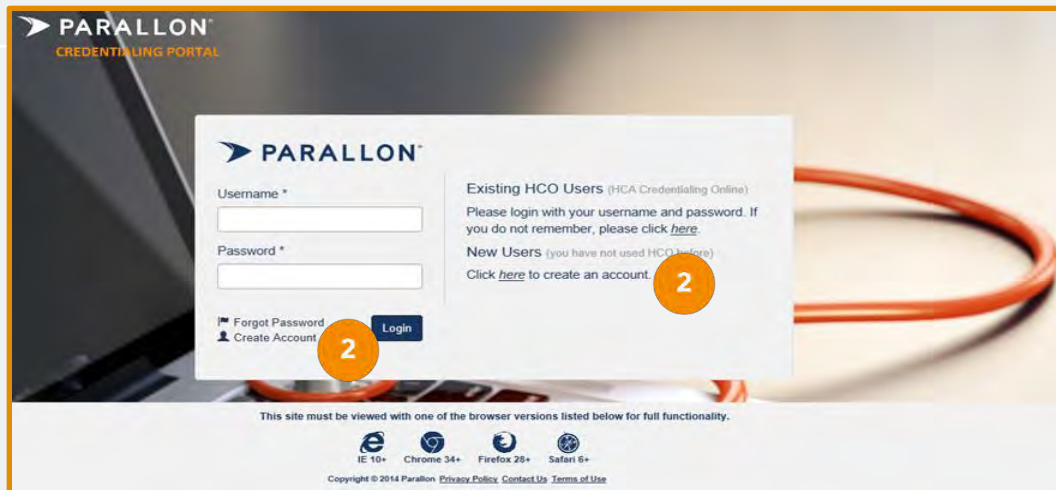 PARALLON
CREDENTIALING PORTAL
PARALLON
Username *
Password *
Forgot Password
Create Account
2
Login
Existing HCO Users (HCA Credentialing Online)
Please login with your username and password. If
you do not remember, please click here.
New Users (you have not used HCO before)
Click here to create an account.
2
This site must be viewed with one of the browser versions listed below for full functionality.
IE 10+ Chrome 34+ Firefox 28+ Safari 6+
Copyright © 2014 Parallon Privacy Policy Contact Us Terms of Use